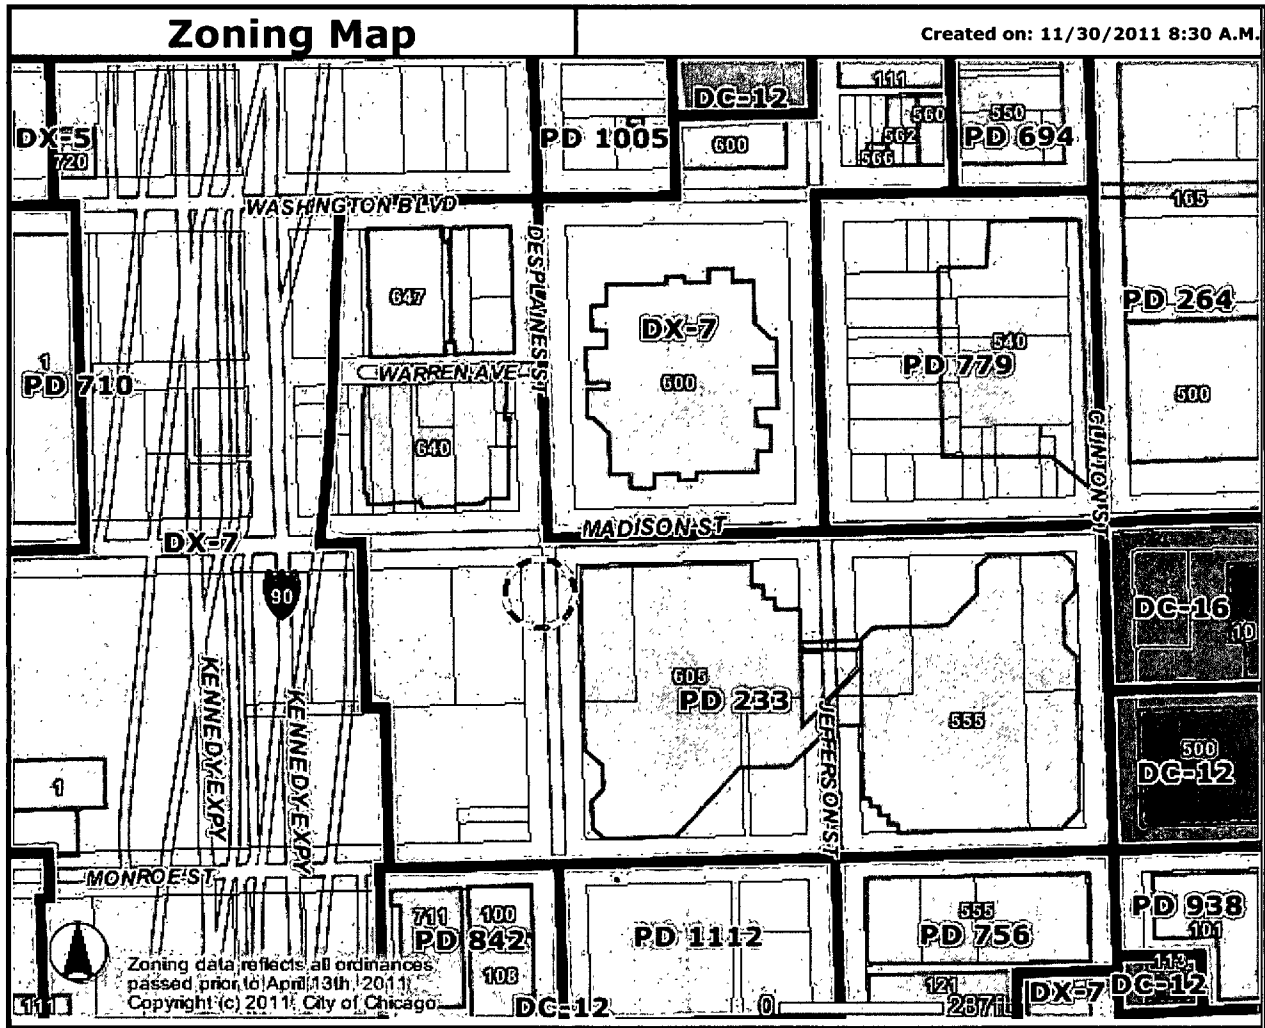 Zoning Map
Created on: 11/30/2011 8:30 A.M.
111
DC-12
560
550
DX-5
PD 1005
562
PD 694
600
720
566
165
WASHINGTON BLVD
DESPLAINES ST
647
PD 264
DX-7
540
1
PD 710
WARREN AVE
600
PD 779
500
CLINTON ST
640
MADISON ST
DX-7
90
DC-16
10
KENNEDY EXPY
KENNEDY EXPY
605
PD 233
JEFFERSON ST
555
500
DC-12
1
MONROE ST
711
100
PD 842
108
PD 1112
555
PD 756
PD 938
101
Zoning data reflects all ordinances
passed prior to April 13th, 2011.
Copyright (c) 2011, City of Chicago
111
DC-12
0
121
DX-7
113
DC-12